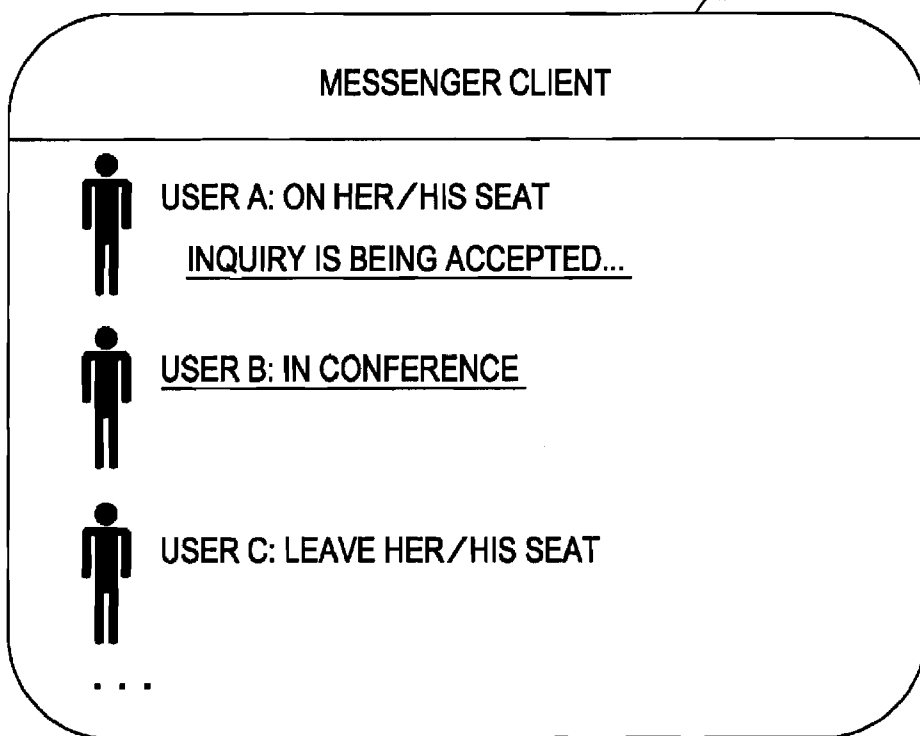 MESSENGER CLIENT
USER A: ON HER/HIS SEAT
INQUIRY IS BEING ACCEPTED...
USER B: IN CONFERENCE
USER C: LEAVE HER/HIS SEAT
. . .